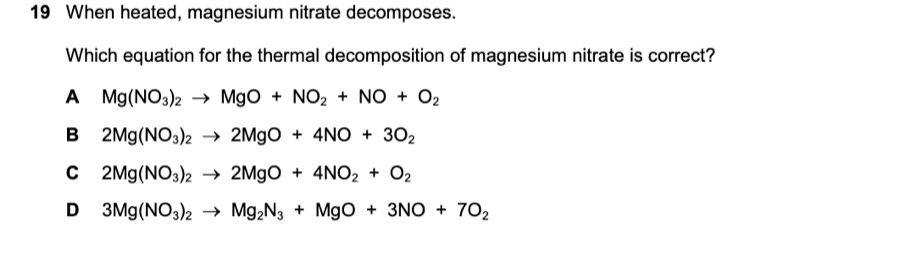 19 When heated, magnesium nitrate decomposes.
Which equation for the thermal decomposition of magnesium nitrate is correct?
A Mg(NO₃)₂ → MgO + NO₂ + NO + O₂
B 2Mg(NO₃)₂ → 2MgO + 4NO + 3O₂
C 2Mg(NO₃)₂ → 2MgO + 4NO₂ + O₂
D 3Mg(NO₃)₂ → Mg₂N₃ + MgO + 3NO + 7O₂